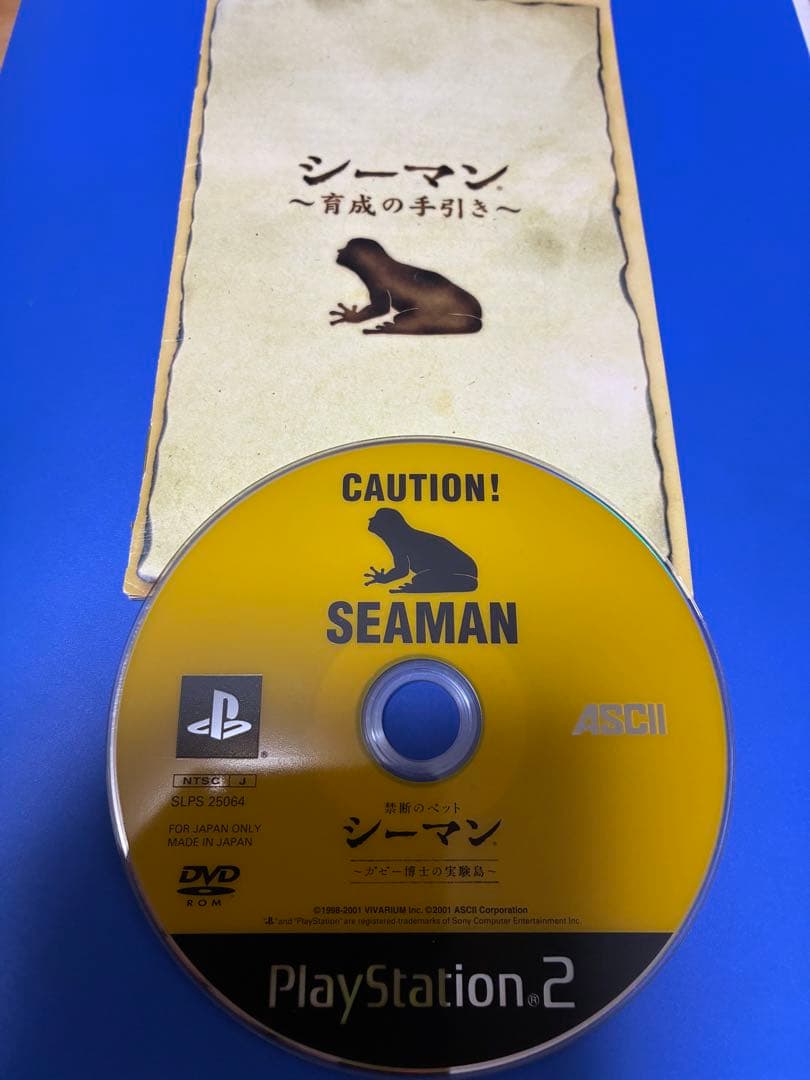 シーマン®
～育成の手引き～
CAUTION!
SEAMAN
ASCII
NTSC J
SLPS 25064
FOR JAPAN ONLY
MADE IN JAPAN
DVD
ROM
禁断のペット
シーマン®
～ガゼー博士の実験島～
©1998-2001 VIVARIUM Inc. ©2001 ASCII Corporation
"PS" and "PlayStation" are registered trademarks of Sony Computer Entertainment Inc.
PlayStation®2